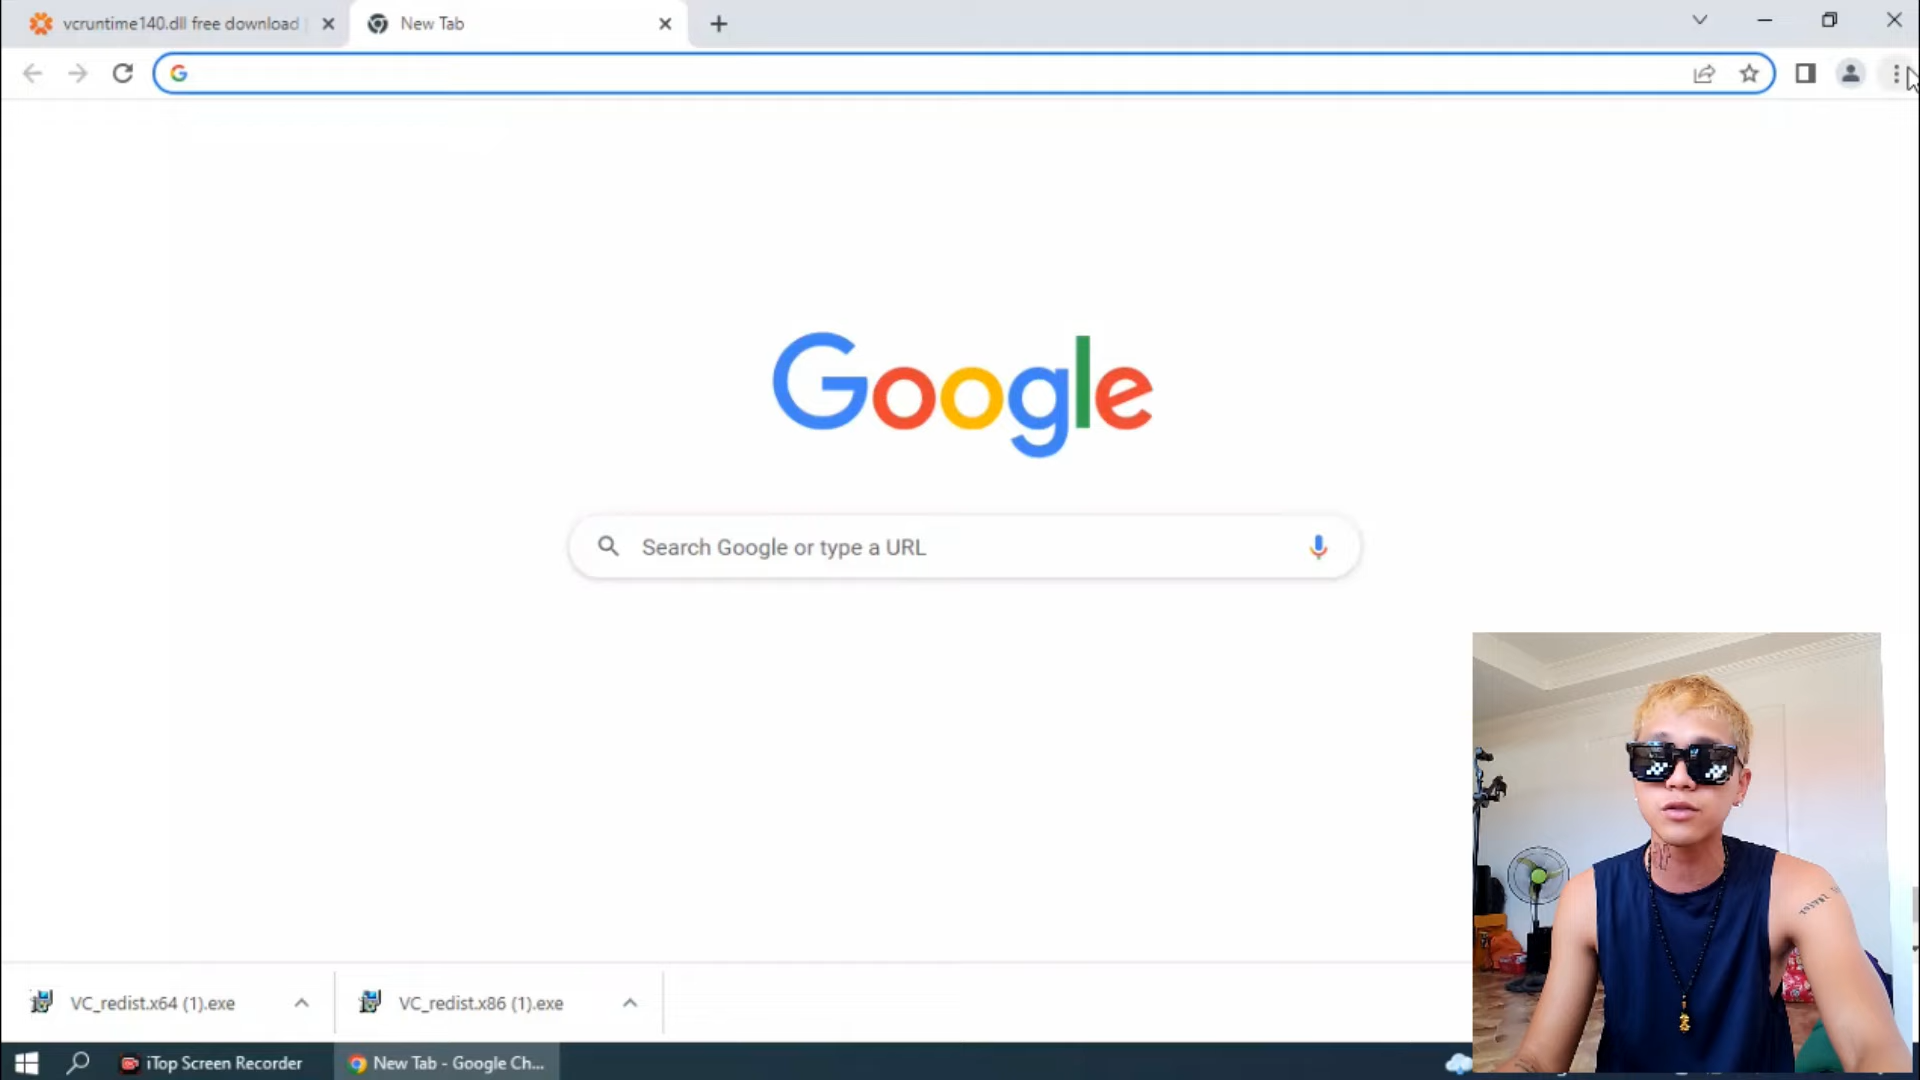 vcruntime140.dll free download
New Tab
Google
Search Google or type a URL
VC_redist.x64 (1).exe
VC_redist.x86 (1).exe
iTop Screen Recorder
New Tab - Google Ch...